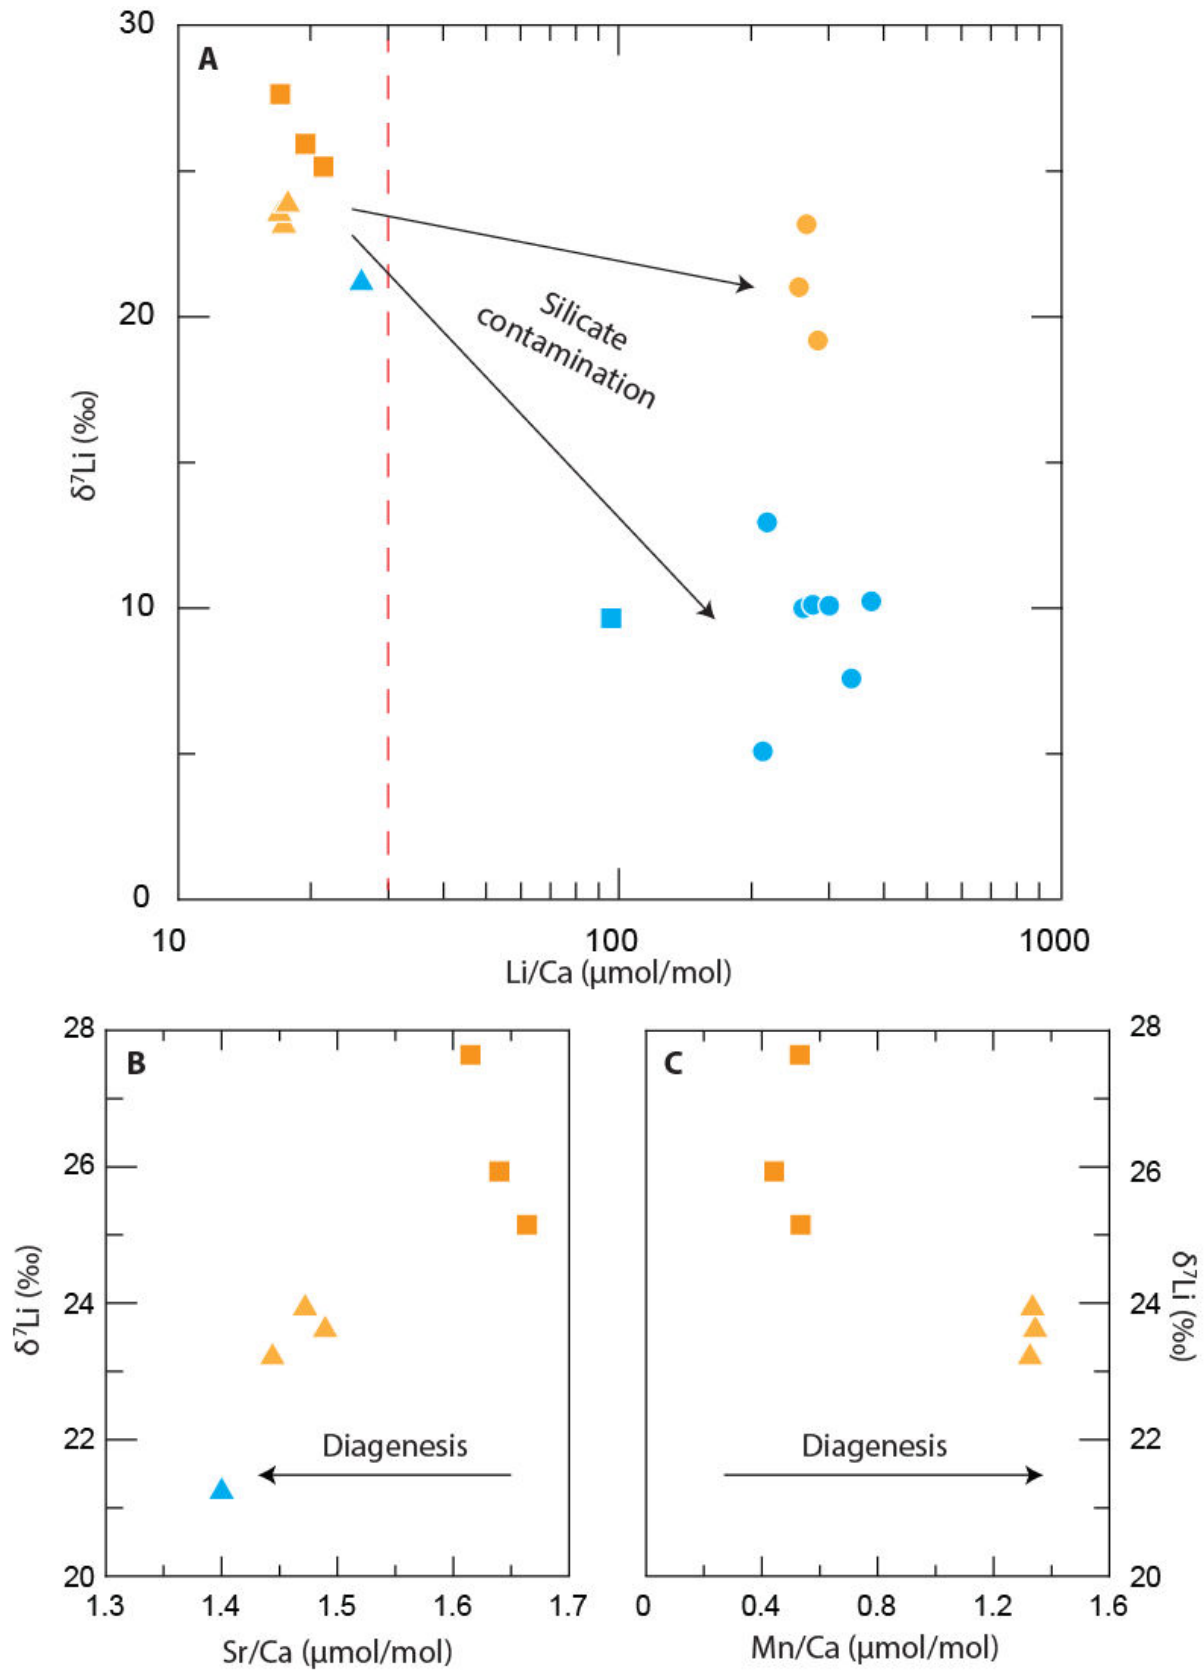 A
30
20
10
0
δ⁷Li (‰)
Silicate
contamination
10
100
1000
Li/Ca (μmol/mol)
B
28
26
24
22
20
δ⁷Li (‰)
Diagenesis
1.3
1.4
1.5
1.6
1.7
Sr/Ca (μmol/mol)
C
28
26
24
22
20
δ⁷Li (‰)
Diagenesis
0
0.4
0.8
1.2
1.6
Mn/Ca (μmol/mol)